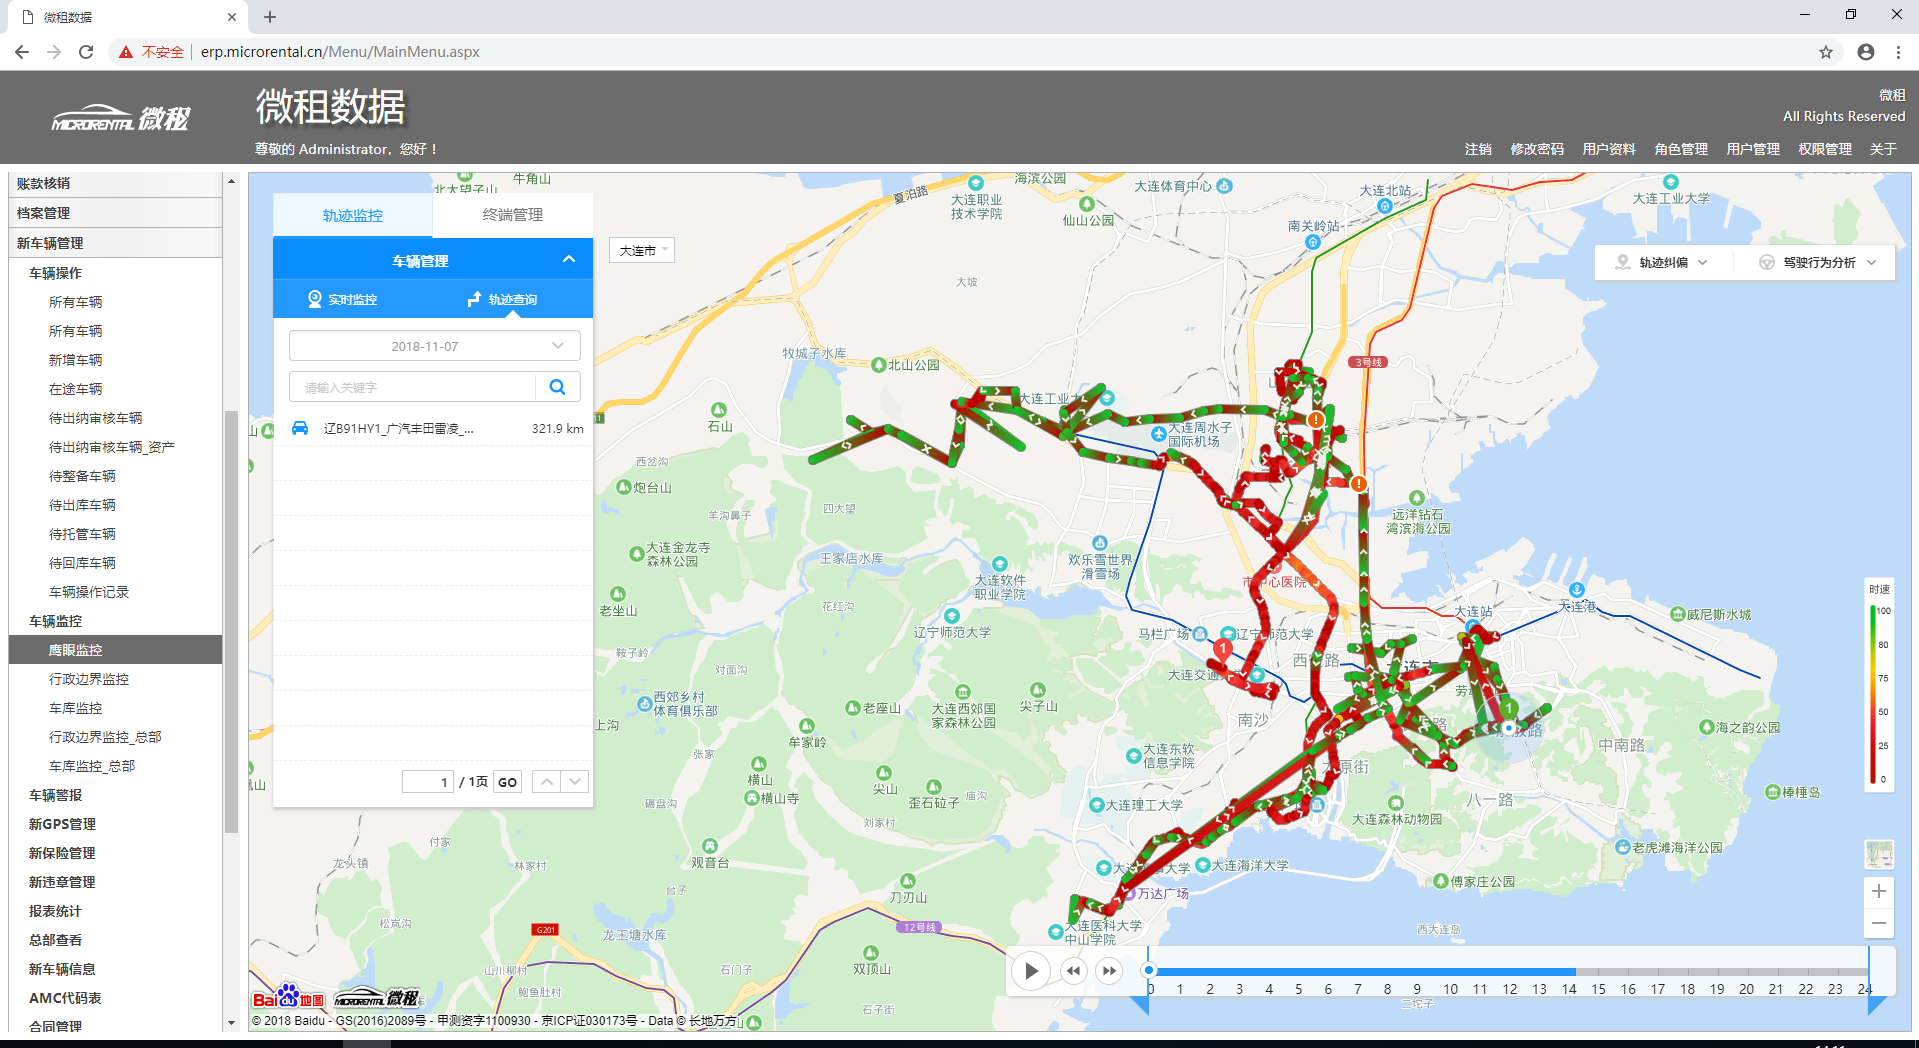 微租数据
不安全 erp.microrental.cn/Menu/MainMenu.aspx
MICRORENTAL 微租
微租数据
尊敬的 Administrator，您好！
微租
All Rights Reserved
注销 修改密码 用户资料 角色管理 用户管理 权限管理 关于
账款核销
档案管理
新车辆管理
车辆操作
所有车辆
所有车辆
新增车辆
在途车辆
待出纳审核车辆
待出纳审核车辆_资产
待整备车辆
待出库车辆
待托管车辆
待回库车辆
车辆操作记录
车辆监控
鹰眼监控
行政边界监控
车库监控
行政边界监控_总部
车库监控_总部
车辆警报
新GPS管理
新保险管理
新违章管理
报表统计
总部查看
新车辆信息
AMC代码表
合同管理
轨迹监控 终端管理
车辆管理
实时监控 轨迹查询
2018-11-07
请输入关键字
辽B91HY1_广汽丰田雷凌_... 321.9 km
1 / 1页 GO
大连市
轨迹纠偏 驾驶行为分析
北大望子山
牛角山
夏泊路
大连职业
技术学院
海滨公园
仙山公园
大连体育中心
大连北站
南关岭站
大连工业大学
大坡
3号线
牧城子水库
北山公园
大连工业大
石山
大连周水子
国际机场
西岔沟
炮台山
羊沟鼻子
四大望
远洋钻石
湾滨海公园
大连金龙寺
森林公园
王家店水库
大连软件
职业学院
欢乐雪世界
滑雪场
市中心医院
老坐山
花红沟
辽宁师范大学
马栏广场
辽宁师范大学
大连站
大连港
威尼斯水城
鞍子岭
对面沟
大连交通大
1
西郊乡村
体育俱乐部
上沟
老座山
大连西郊国
家森林公园
尖子山
南沙
1
海之韵公园
中南路
牟家岭
张家
大连东软
信息学院
横山
横山寺
尖山
歪石砬子
庙沟
碾盘沟
刘家村
大连理工大学
八一路
棒棰岛
大连森林动物园
付家
龙头镇
林家村
观音台
台子
刀刃山
大连海洋大学
老虎滩海洋公园
傅家庄公园
万达广场
松岚沟
G201
龙王塘水库
12号线
大连医科大学
中山学院
西大连岛
山川柳村
石门子
双顶山
鲍鱼肚村
石子街
二坨子
时速
100
80
75
50
25
0
0 1 2 3 4 5 6 7 8 9 10 11 12 13 14 15 16 17 18 19 20 21 22 23 24
Bai du 地图 MICRORENTAL 微租
© 2018 Baidu - GS(2016)2089号 - 甲测资字1100930 - 京ICP证030173号 - Data © 长地万方